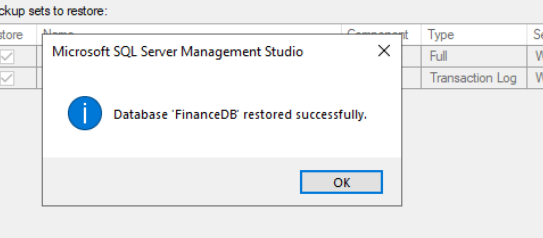 ckup sets to restore:
store Name Component Type Se
Microsoft SQL Server Management Studio
Full W
Transaction Log W
Database 'FinanceDB' restored successfully.
OK